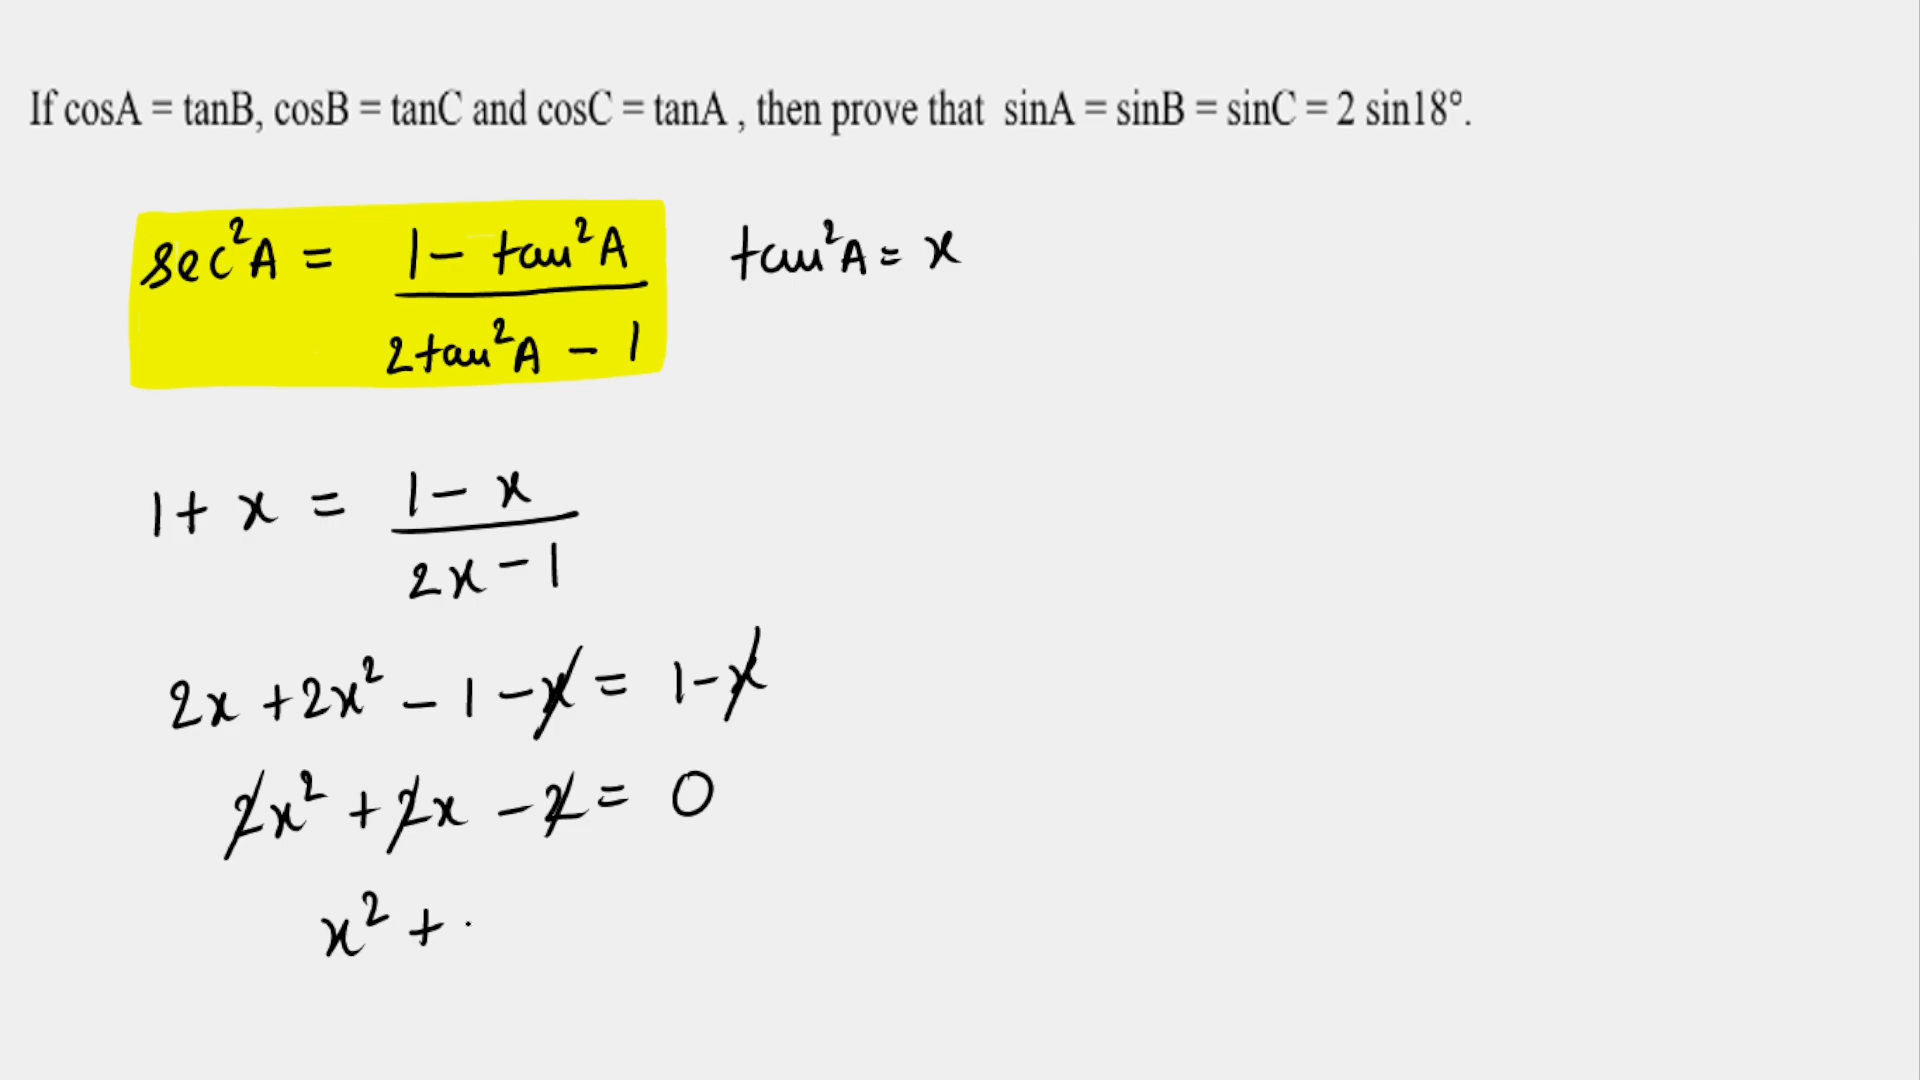 If cosA = tanB, cosB = tanC and cosC = tanA , then prove that sinA = sinB = sinC = 2 sin18°.
sec²A = (1 - tan²A)/(2tan²A - 1) tan²A = x
1 + x = (1 - x)/(2x - 1)
2x + 2x² - 1 - x = 1 - x
2x² + 2x - 2 = 0
x² +